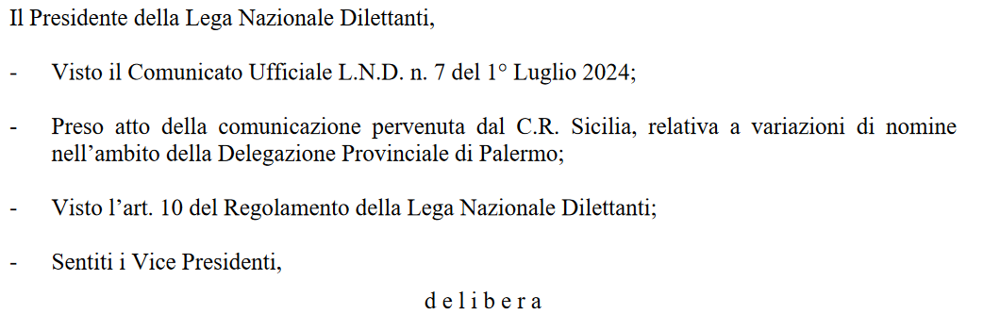 Il Presidente della Lega Nazionale Dilettanti,
- Visto il Comunicato Ufficiale L.N.D. n. 7 del 1° Luglio 2024;
- Preso atto della comunicazione pervenuta dal C.R. Sicilia, relativa a variazioni di nomine
nell’ambito della Delegazione Provinciale di Palermo;
- Visto l’art. 10 del Regolamento della Lega Nazionale Dilettanti;
- Sentiti i Vice Presidenti,
d e l i b e r a